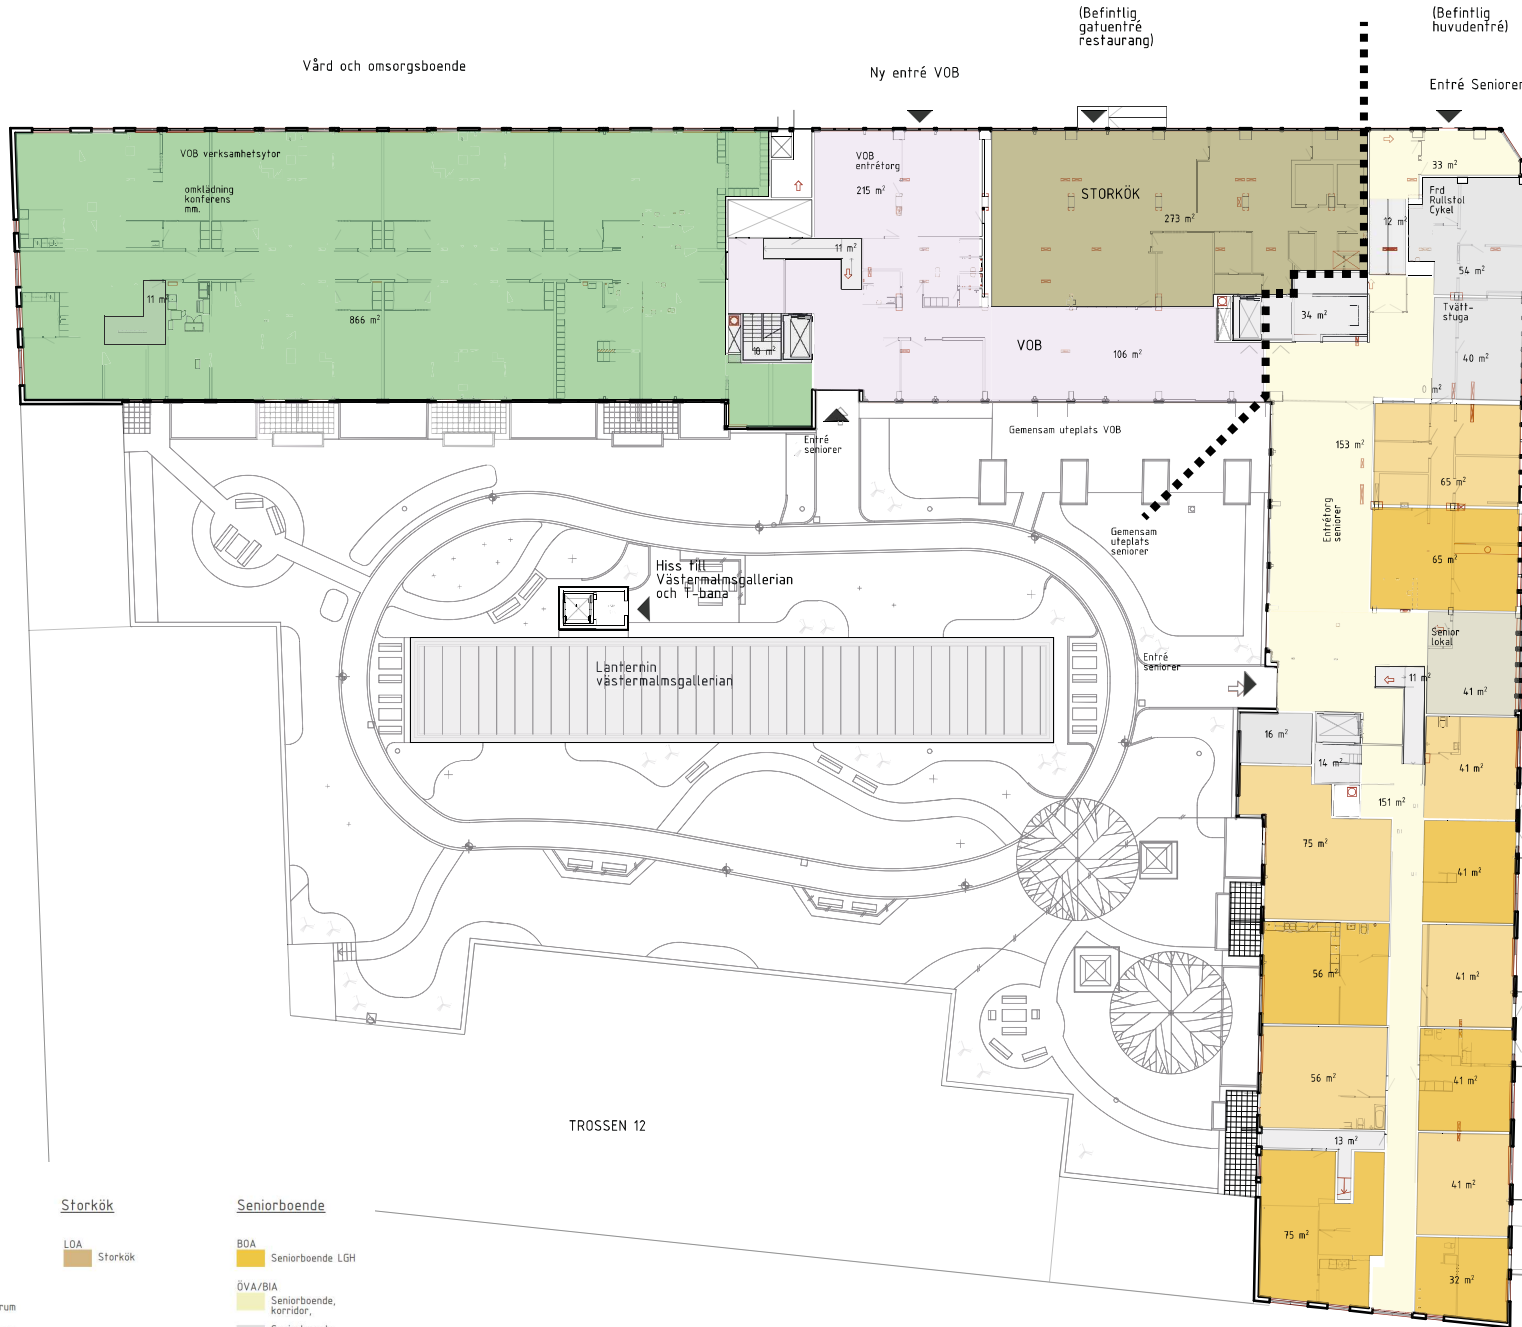 (Befintlig
gatuentré
restaurang)
(Befintlig
huvudentré)
Vård och omsorgsboende
Ny entré VOB
Entré Seniorer
VOB verksamhetsytor
omklädning
konferens
mm.
11 m²
866 m²
VOB
entrétorg
215 m²
11 m²
18 m²
STORKÖK
273 m²
VOB
106 m²
34 m²
33 m²
12 m²
Frd
Rullstol
Cykel
54 m²
Tvätt-
stuga
40 m²
0 m²
Entré
seniorer
Gemensam uteplats VOB
153 m²
65 m²
Entrétorg
seniorer
Gemensam
uteplats
seniorer
65 m²
Hiss till
Västermalmsgallerian
och T-bana
Senior
lokal
41 m²
11 m²
Lanternin
västermalmsgallerian
Entré
seniorer
16 m²
14 m²
151 m²
41 m²
75 m²
41 m²
56 m²
41 m²
56 m²
41 m²
TROSSEN 12
13 m²
41 m²
75 m²
32 m²
Storkök
LOA
Storkök
Seniorboende
BOA
Seniorboende LGH
ÖVA/BIA
Seniorboende,
korridor,
rum